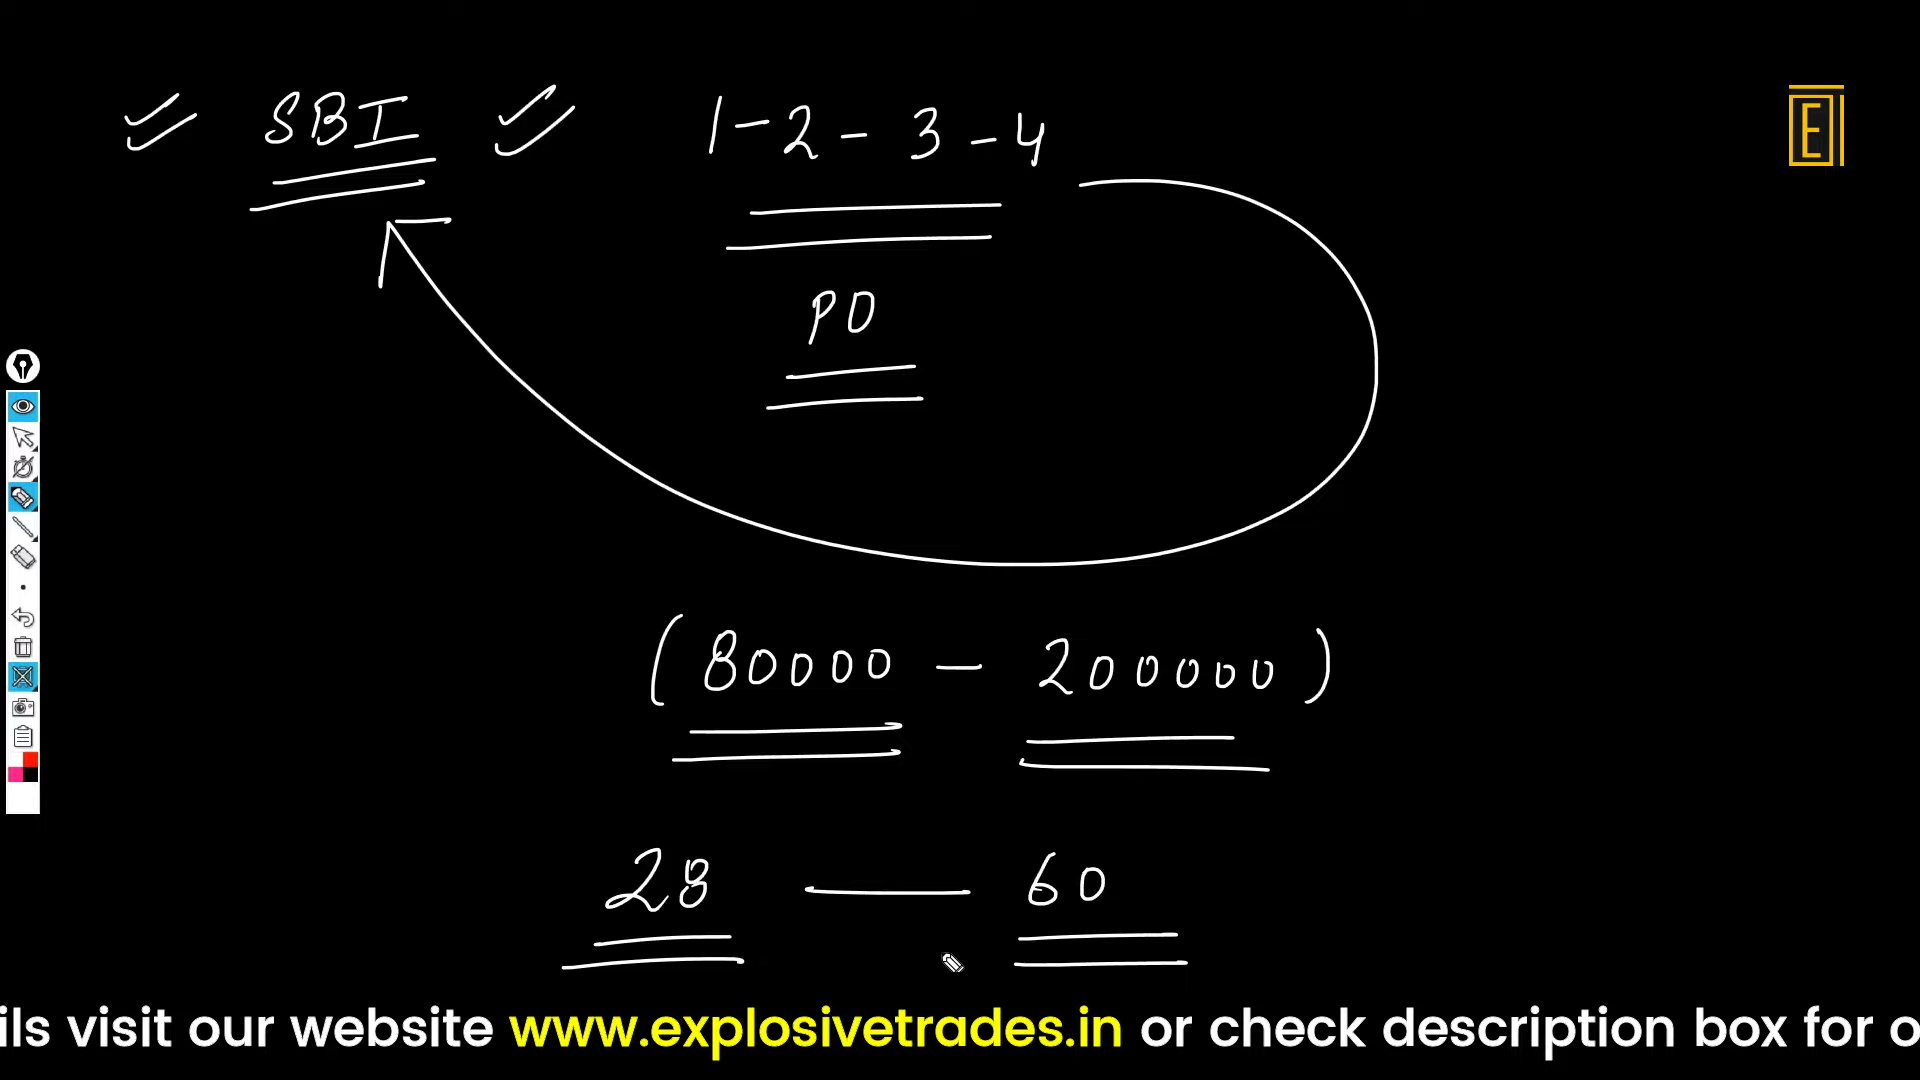 SBI 1-2-3-4
E
PO
(80000 - 200000)
28 — 60
ils visit our website www.explosivetrades.in or check description box for o